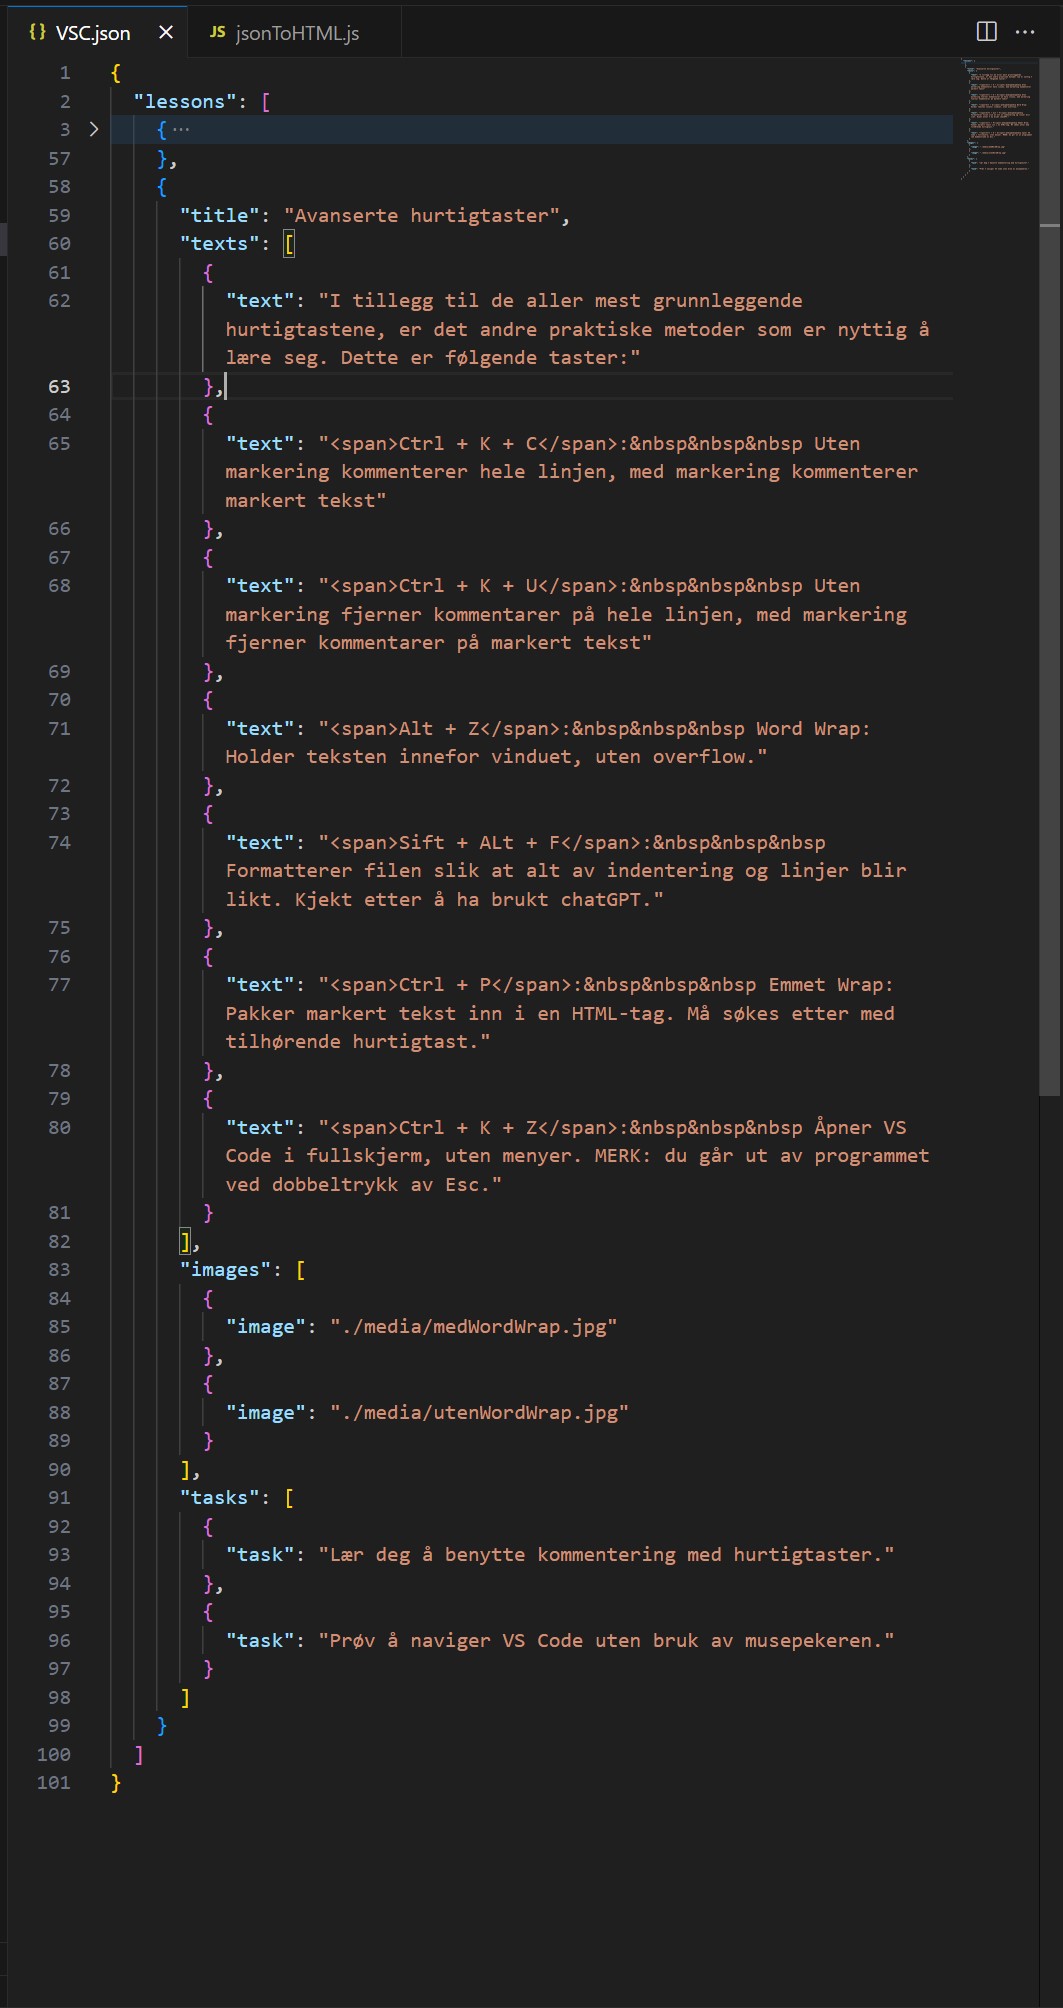 {} VSC.json ×
JS jsonToHTML.js
1 {
2 "lessons": [
3 > { ···
57 },
58 {
59 "title": "Avanserte hurtigtaster",
60 "texts": [
61 {
62 "text": "I tillegg til de aller mest grunnleggende
hurtigtastene, er det andre praktiske metoder som er nyttig å
lære seg. Dette er følgende taster:"
63 },
64 {
65 "text": "<span>Ctrl + K + C</span>:&nbsp&nbsp&nbsp Uten
markering kommenterer hele linjen, med markering kommenterer
markert tekst"
66 },
67 {
68 "text": "<span>Ctrl + K + U</span>:&nbsp&nbsp&nbsp Uten
markering fjerner kommentarer på hele linjen, med markering
fjerner kommentarer på markert tekst"
69 },
70 {
71 "text": "<span>Alt + Z</span>:&nbsp&nbsp&nbsp Word Wrap:
Holder teksten innefor vinduet, uten overflow."
72 },
73 {
74 "text": "<span>Sift + ALt + F</span>:&nbsp&nbsp&nbsp
Formatterer filen slik at alt av indentering og linjer blir
likt. Kjekt etter å ha brukt chatGPT."
75 },
76 {
77 "text": "<span>Ctrl + P</span>:&nbsp&nbsp&nbsp Emmet Wrap:
Pakker markert tekst inn i en HTML-tag. Må søkes etter med
tilhørende hurtigtast."
78 },
79 {
80 "text": "<span>Ctrl + K + Z</span>:&nbsp&nbsp&nbsp Åpner VS
Code i fullskjerm, uten menyer. MERK: du går ut av programmet
ved dobbeltrykk av Esc."
81 }
82 ],
83 "images": [
84 {
85 "image": "./media/medWordWrap.jpg"
86 },
87 {
88 "image": "./media/utenWordWrap.jpg"
89 }
90 ],
91 "tasks": [
92 {
93 "task": "Lær deg å benytte kommentering med hurtigtaster."
94 },
95 {
96 "task": "Prøv å naviger VS Code uten bruk av musepekeren."
97 }
98 ]
99 }
100 ]
101 }